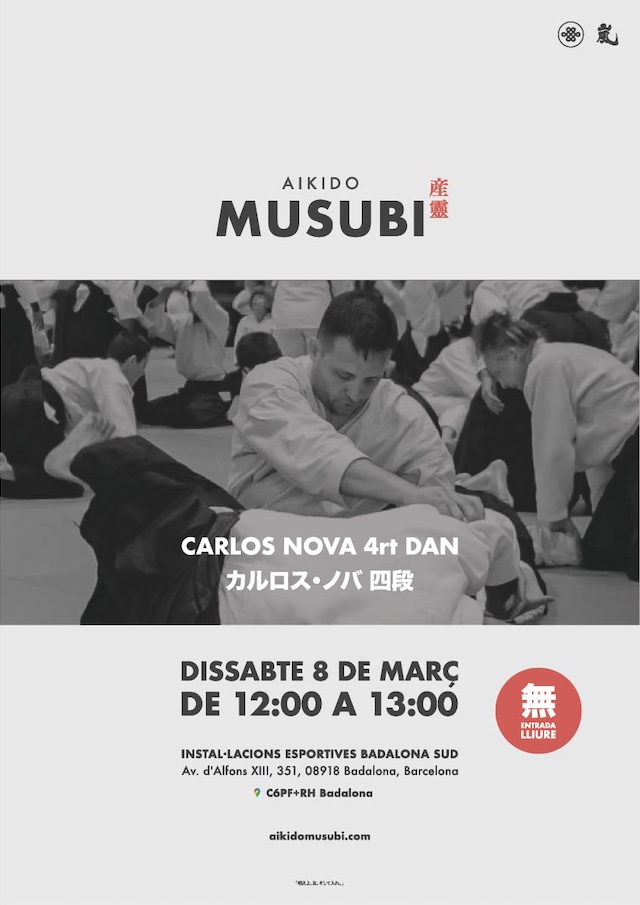 嵐
AIKIDO
MUSUBI
産靈
CARLOS NOVA 4rt DAN
カルロス・ノバ 四段
DISSABTE 8 DE MARÇ
DE 12:00 A 13:00
無
ENTRADA
LLIURE
INSTAL·LACIONS ESPORTIVES BADALONA SUD
Av. d'Alfons XIII, 351, 08918 Badalona, Barcelona
C6PF+RH Badalona
aikidomusubi.com